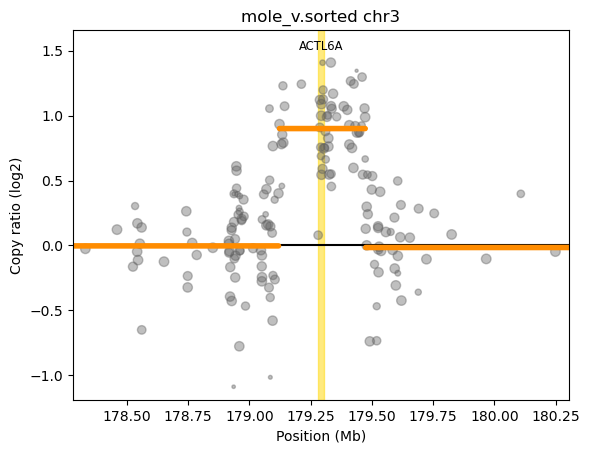 mole_v.sorted chr3
ACTL6A
1.5
1.0
0.5
0.0
−0.5
−1.0
Copy ratio (log2)
178.50 178.75 179.00 179.25 179.50 179.75 180.00 180.25
Position (Mb)